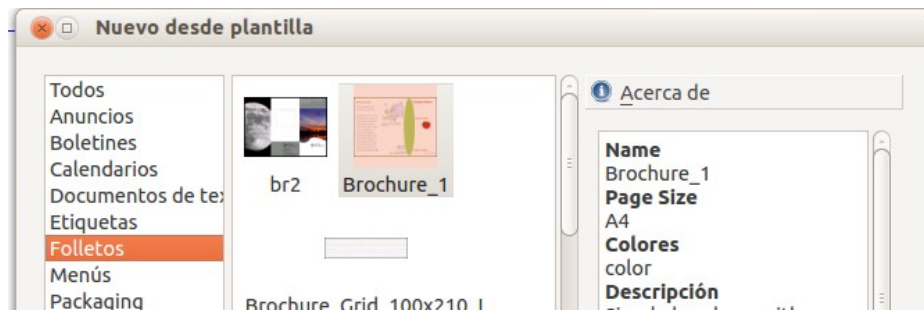 Nuevo desde plantilla
Todos
Anuncios
Boletines
Calendarios
Documentos de te
Etiquetas
Folletos
Menús
Packaging
br2
Brochure_1
Brochure_Grid_100x210_L
Acerca de
Name
Brochure_1
Page Size
A4
Colores
color
Descripción